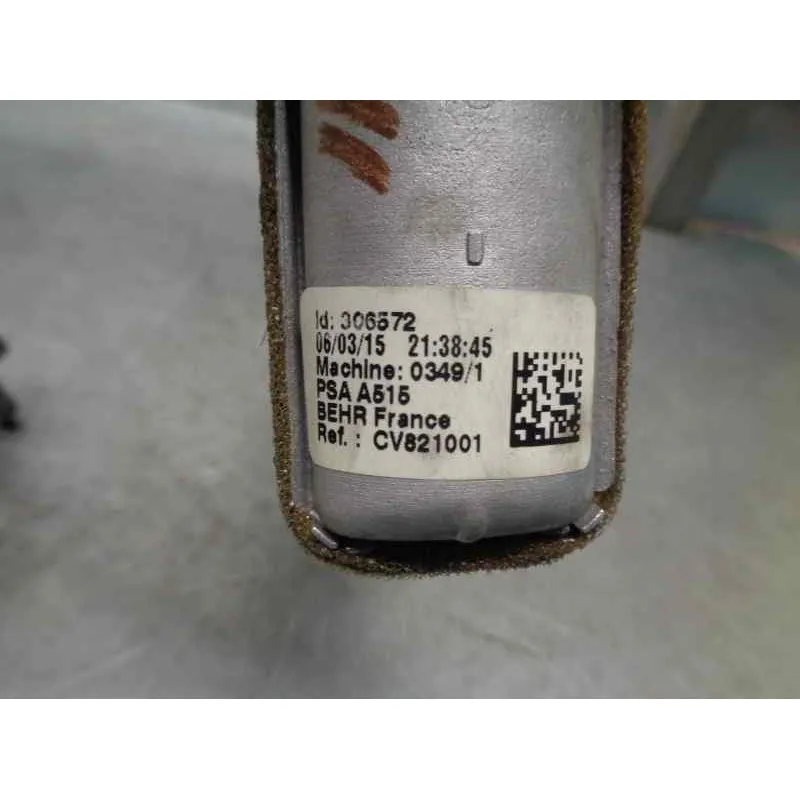 Id: 306572
06/03/15 21:38:45
Machine: 0349/1
PSA A515
BEHR France
Ref. : CV821001